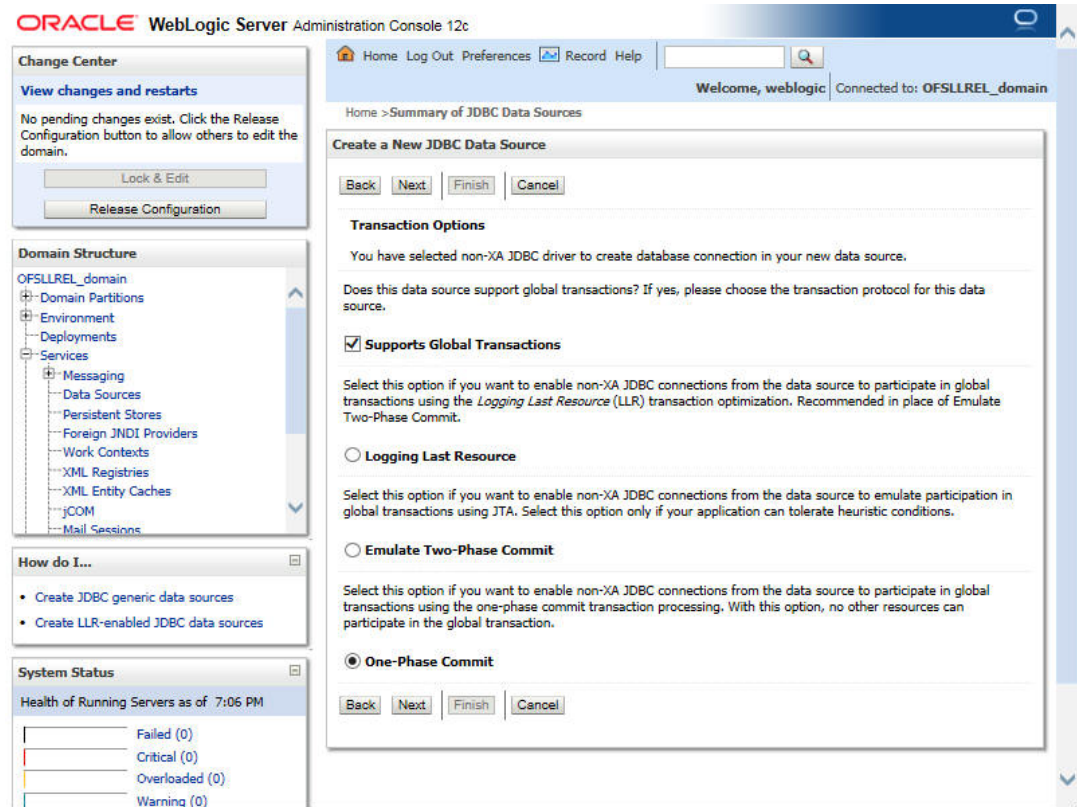 ORACLE WebLogic Server Administration Console 12c
Change Center
View changes and restarts
No pending changes exist. Click the Release
Configuration button to allow others to edit the
domain.
Lock & Edit
Release Configuration
Domain Structure
OFSLLREL_domain
Domain Partitions
Environment
Deployments
Services
Messaging
Data Sources
Persistent Stores
Foreign JNDI Providers
Work Contexts
XML Registries
XML Entity Caches
jCOM
Mail Sessions
How do I...
• Create JDBC generic data sources
• Create LLR-enabled JDBC data sources
System Status
Health of Running Servers as of 7:06 PM
Failed (0)
Critical (0)
Overloaded (0)
Warning (0)
Home Log Out Preferences Record Help
Welcome, weblogic Connected to: OFSLLREL_domain
Home >Summary of JDBC Data Sources
Create a New JDBC Data Source
Back Next Finish Cancel
Transaction Options
You have selected non-XA JDBC driver to create database connection in your new data source.
Does this data source support global transactions? If yes, please choose the transaction protocol for this data
source.
Supports Global Transactions
Select this option if you want to enable non-XA JDBC connections from the data source to participate in global
transactions using the Logging Last Resource (LLR) transaction optimization. Recommended in place of Emulate
Two-Phase Commit.
Logging Last Resource
Select this option if you want to enable non-XA JDBC connections from the data source to emulate participation in
global transactions using JTA. Select this option only if your application can tolerate heuristic conditions.
Emulate Two-Phase Commit
Select this option if you want to enable non-XA JDBC connections from the data source to participate in global
transactions using the one-phase commit transaction processing. With this option, no other resources can
participate in the global transaction.
One-Phase Commit
Back Next Finish Cancel